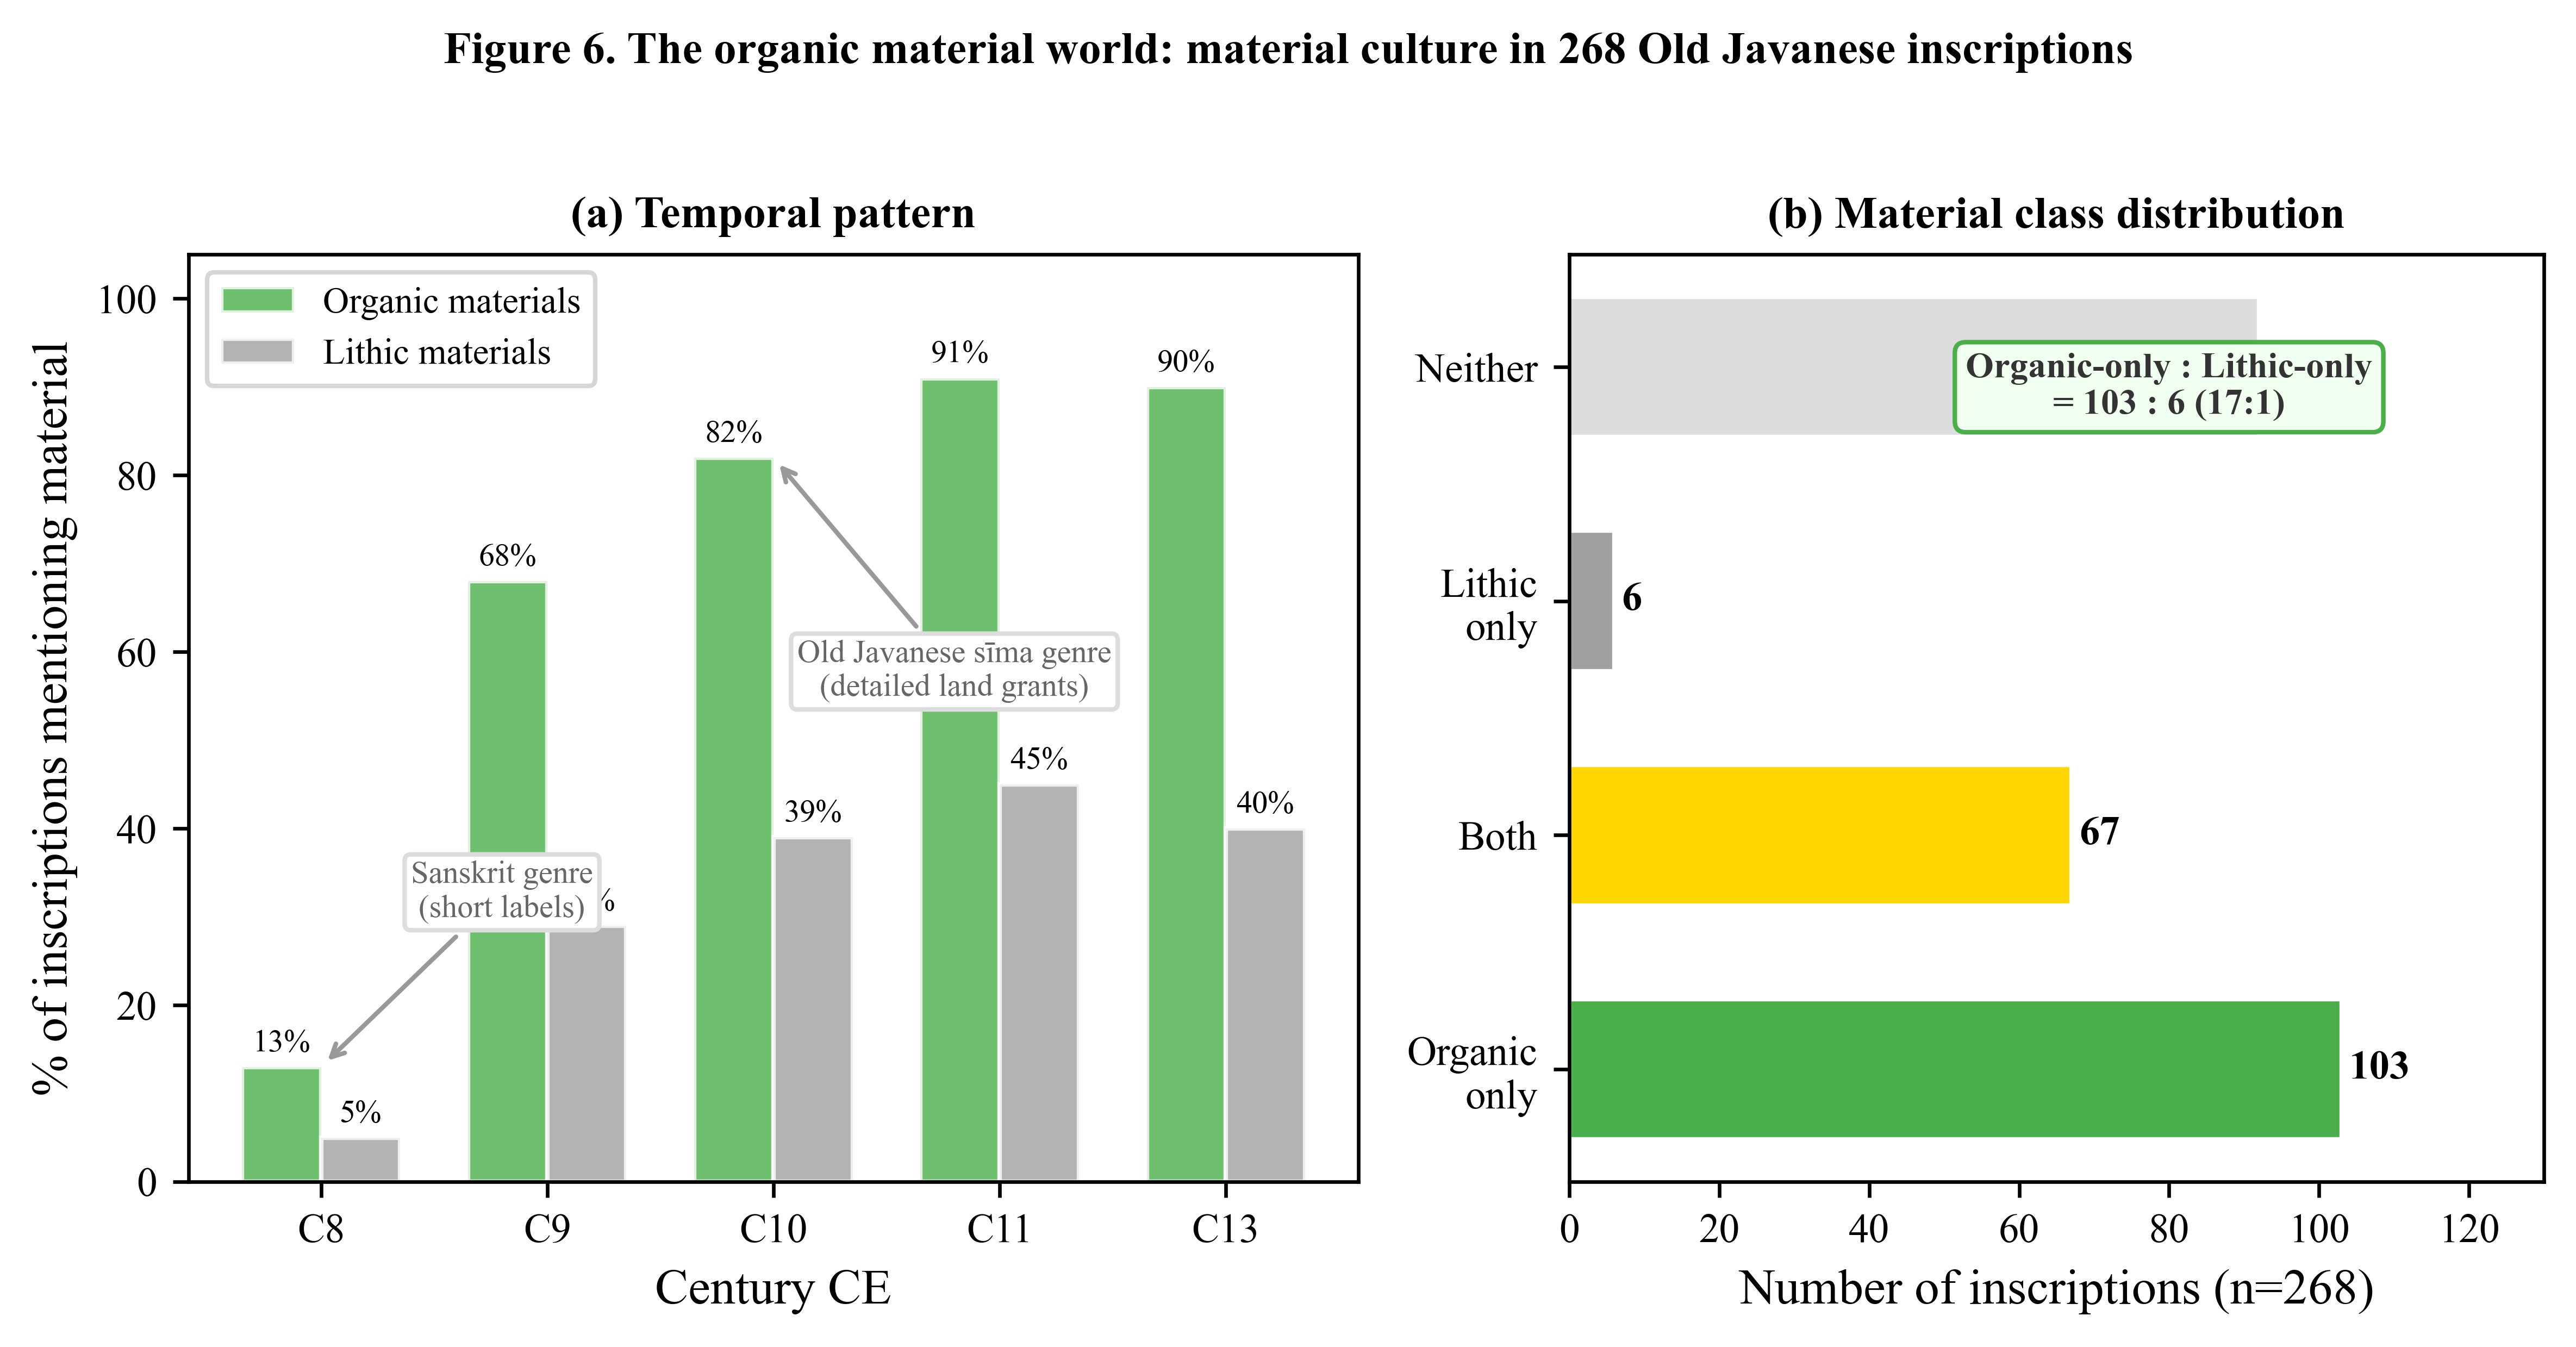 Figure 6. The organic material world: material culture in 268 Old Javanese inscriptions
(a) Temporal pattern
% of inscriptions mentioning material
100
80
60
40
20
0
Organic materials
Lithic materials
13%
5%
68%
%
82%
39%
91%
45%
90%
40%
Sanskrit genre
(short labels)
Old Javanese sīma genre
(detailed land grants)
C8
C9
C10
C11
C13
Century CE
(b) Material class distribution
Neither
Lithic
only
Both
Organic
only
Organic-only : Lithic-only
= 103 : 6 (17:1)
6
67
103
0
20
40
60
80
100
120
Number of inscriptions (n=268)